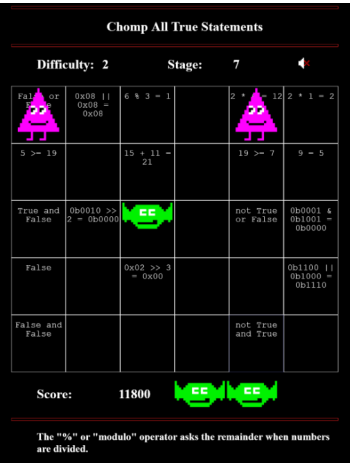 Chomp All True Statements
Difficulty: 2 Stage: 7
or 0x08 || 6 % 3 = 1 2 * = 12 2 * 1 = 2
0x08 =
0x08
5 >= 19 15 + 11 = 19 >= 7 9 = 5
21
True and 0b0010 >> not True 0b0001 &
False 2 = 0b0000 or False 0b1001 =
0b0000
False 0x02 >> 3 0b1100 ||
= 0x00 0b1000 =
0b1110
False and not True
False and True
Score: 11800
The "%" or "modulo" operator asks the remainder when numbers
are divided.